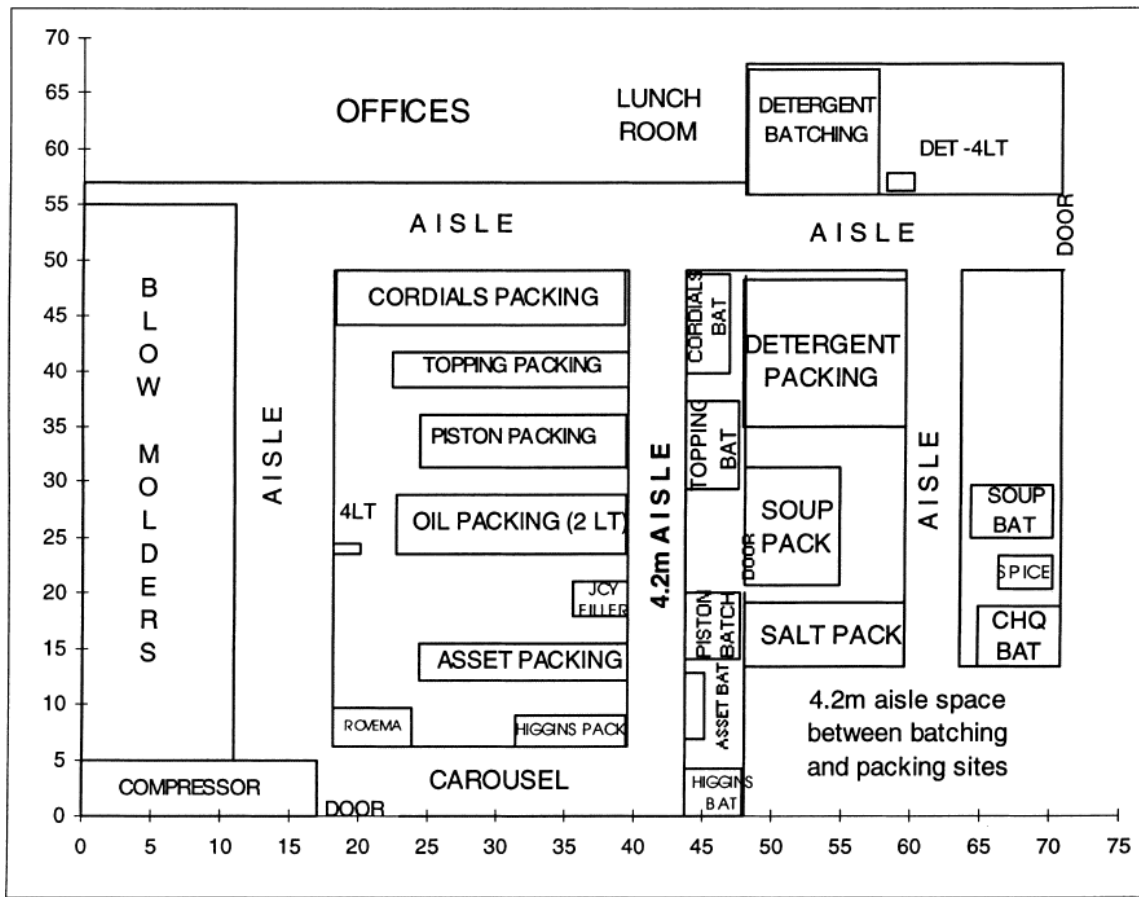 70
65
60
55
50
45
40
35
30
25
20
15
10
5
0
0 5 10 15 20 25 30 35 40 45 50 55 60 65 70 75
OFFICES
LUNCH
ROOM
DETERGENT
BATCHING
DET -4LT
AISLE
AISLE
DOOR
BLOW MOLDERS
AISLE
CORDIALS PACKING
TOPPING PACKING
PISTON PACKING
4LT
OIL PACKING (2 LT)
JCY
FILLER
ASSET PACKING
ROVEMA
HIGGINS PACK
COMPRESSOR
CAROUSEL
DOOR
4.2m AISLE
CORDIALS
BAT
TOPPING
BAT
PISTON
BATCH
ASSET BAT
HIGGINS
BAT
DETERGENT
PACKING
SOUP
PACK
DOOR
SALT PACK
AISLE
SOUP
BAT
SPICE
CHQ
BAT
4.2m aisle space
between batching
and packing sites